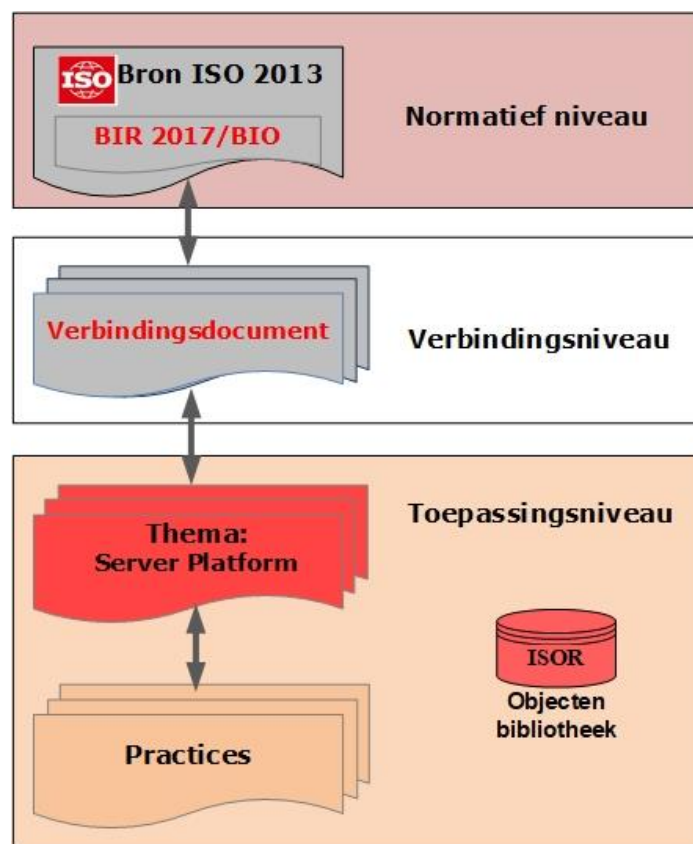 ISO
Bron ISO 2013
BIR 2017/BIO
Normatief niveau
Verbindingsdocument
Verbindingsniveau
Thema:
Server Platform
Toepassingsniveau
ISOR
Objecten
bibliotheek
Practices